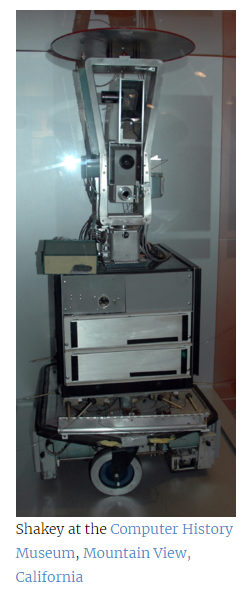 Shakey at the Computer History
Museum, Mountain View,
California